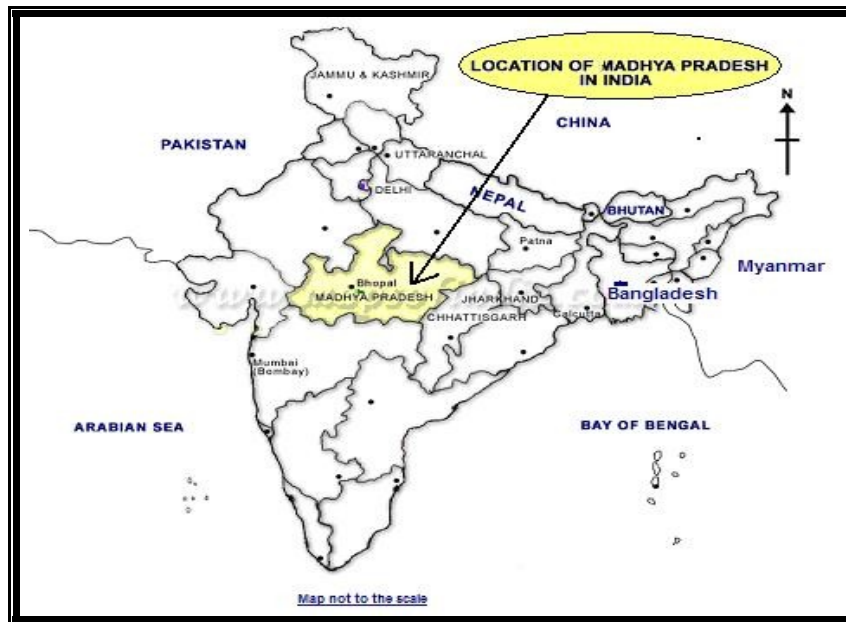 LOCATION OF MADHYA PRADESH
IN INDIA
JAMMU & KASHMIR
N
CHINA
PAKISTAN
UTTARANCHAL
DELHI
NEPAL
BHUTAN
Patna
Myanmar
Bhopal
MADHYA PRADESH
JHARKHAND
Bangladesh
CHHATTISGARH
Calcutta
Mumbai
(Bombay)
ARABIAN SEA
BAY OF BENGAL
Map not to the scale